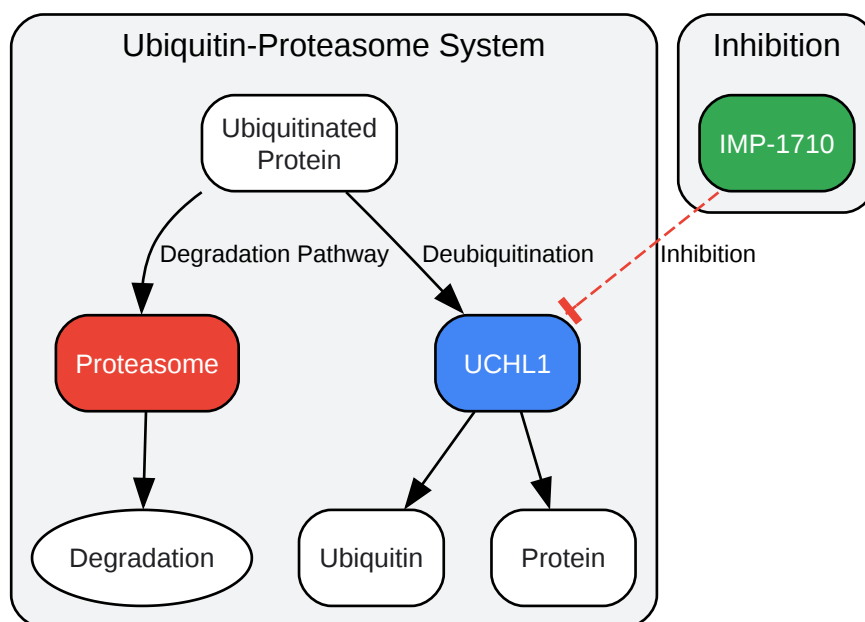 Ubiquitin-Proteasome System
Inhibition
Ubiquitinated
Protein
IMP-1710
Degradation Pathway
Deubiquitination
Inhibition
Proteasome
UCHL1
Degradation
Ubiquitin
Protein